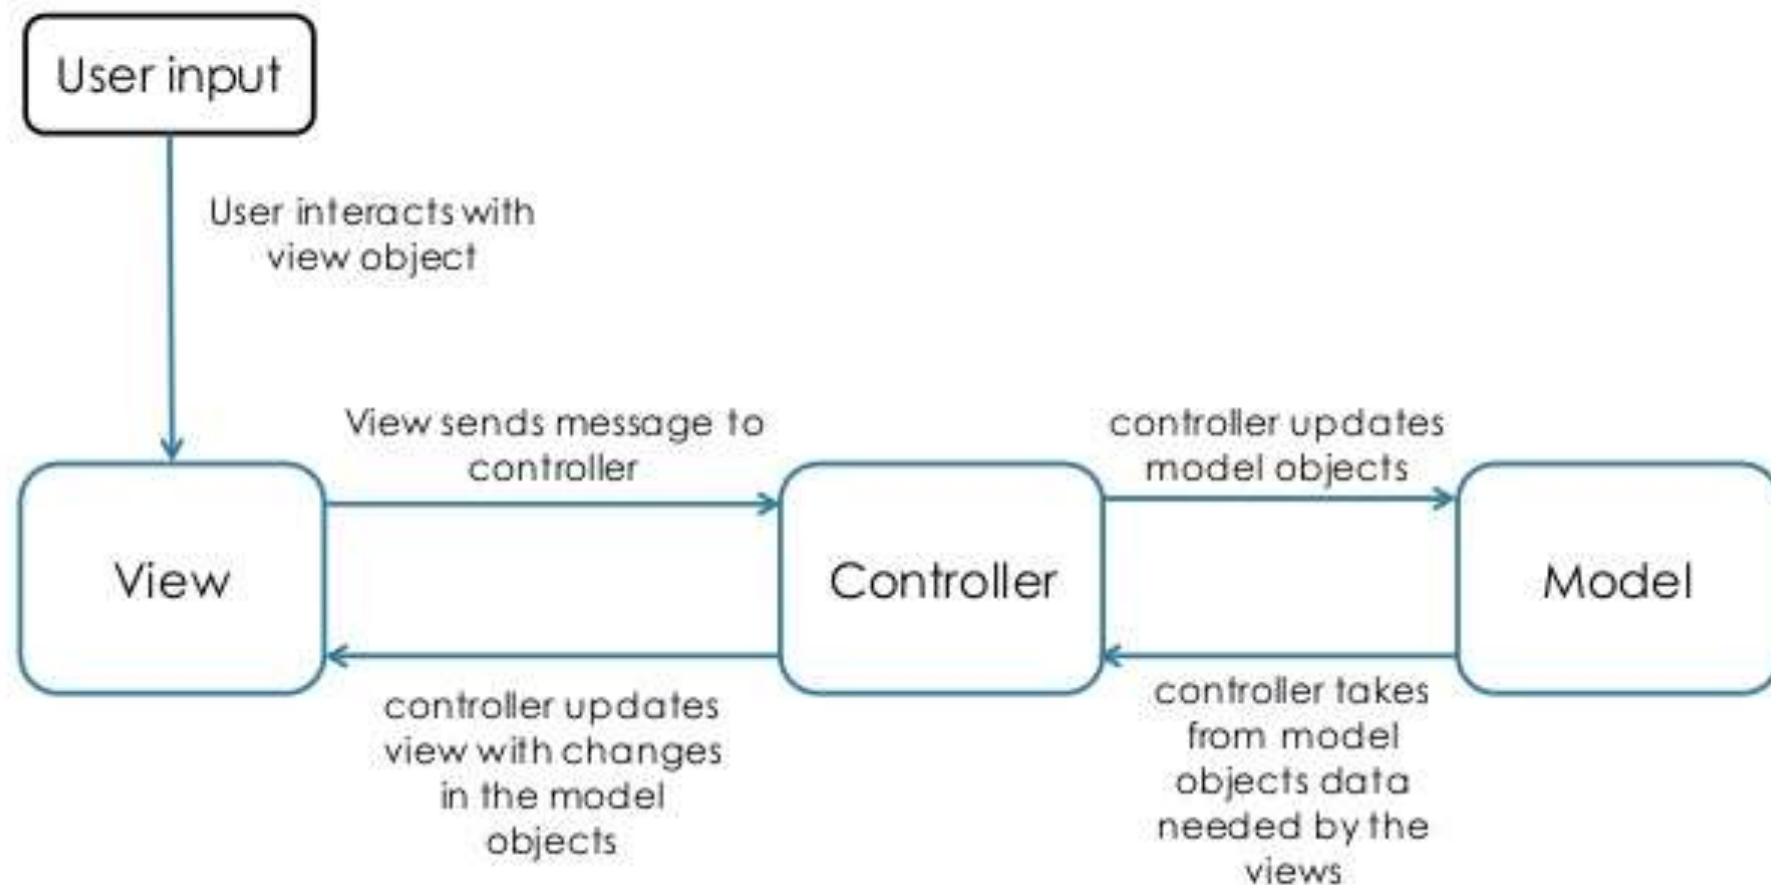 User input
User interacts with
view object
View sends message to
controller
controller updates
model objects
View
Controller
Model
controller updates
view with changes
in the model
objects
controller takes
from model
objects data
needed by the
views